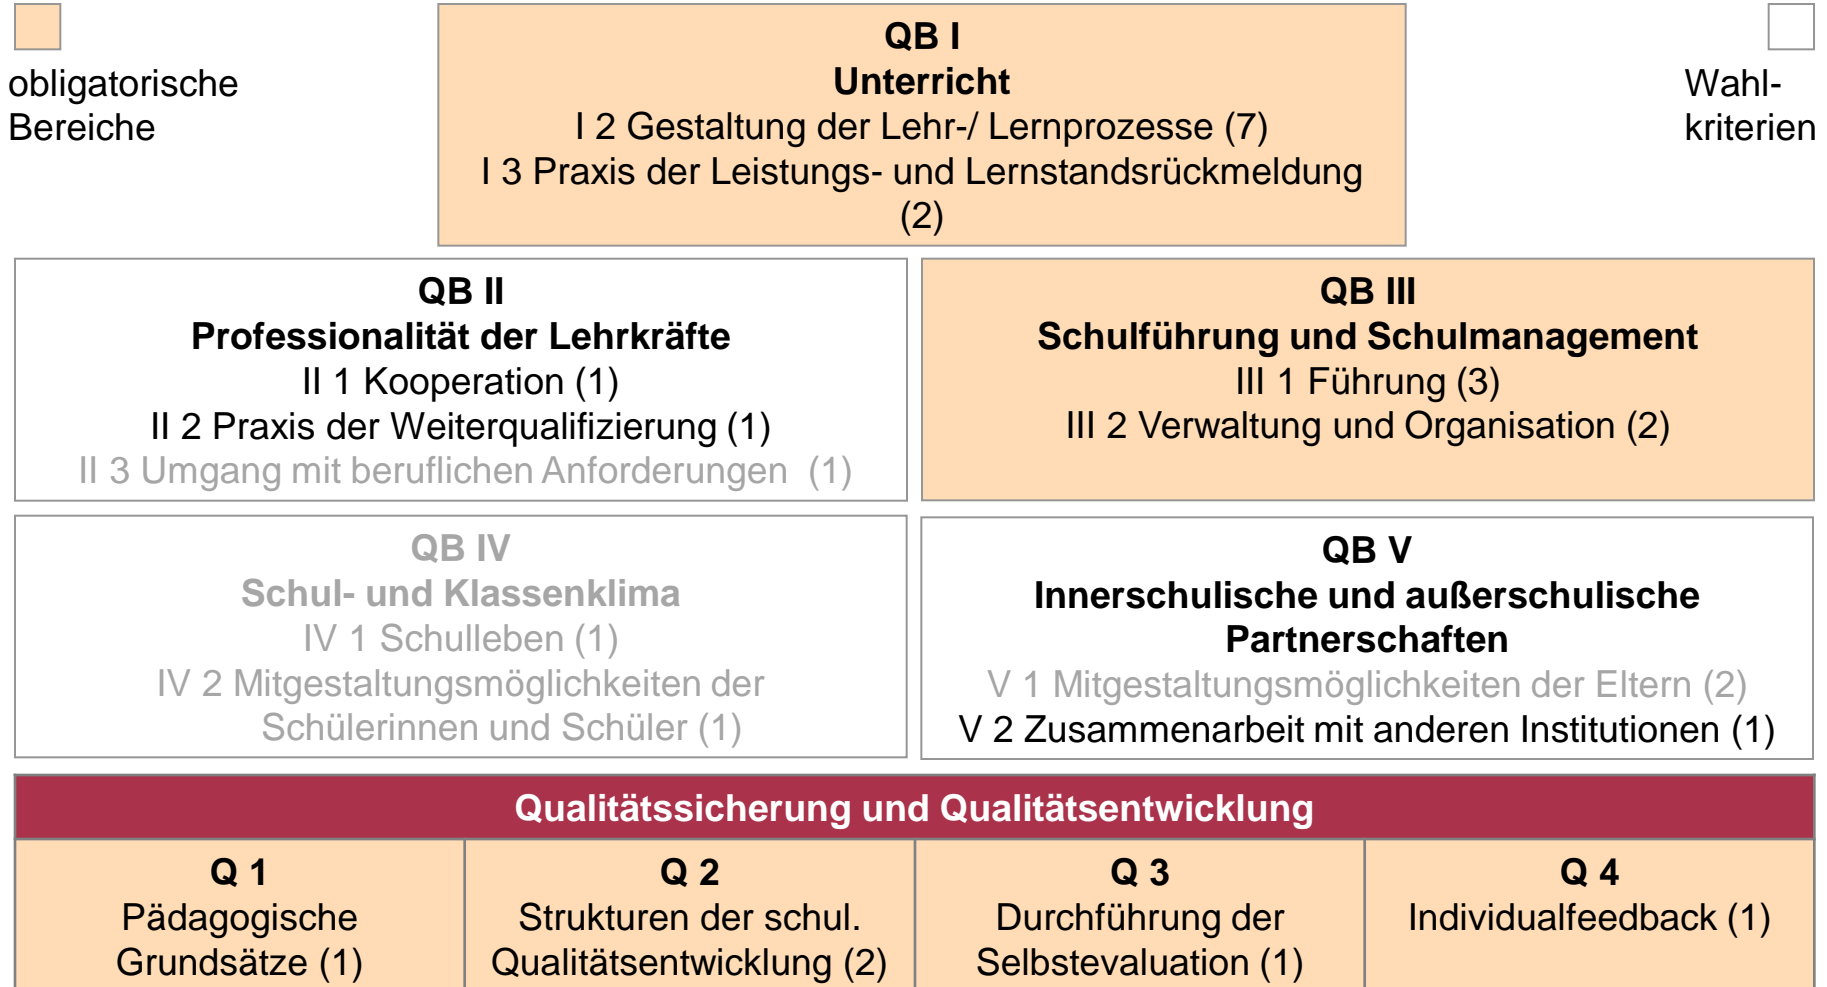 obligatorische
Bereiche
QB I
Unterricht
I 2 Gestaltung der Lehr-/ Lernprozesse (7)
I 3 Praxis der Leistungs- und Lernstandsrückmeldung
(2)
Wahl-
kriterien
QB II
Professionalität der Lehrkräfte
II 1 Kooperation (1)
II 2 Praxis der Weiterqualifizierung (1)
II 3 Umgang mit beruflichen Anforderungen (1)
QB III
Schulführung und Schulmanagement
III 1 Führung (3)
III 2 Verwaltung und Organisation (2)
QB IV
Schul- und Klassenklima
IV 1 Schulleben (1)
IV 2 Mitgestaltungsmöglichkeiten der
Schülerinnen und Schüler (1)
QB V
Innerschulische und außerschulische
Partnerschaften
V 1 Mitgestaltungsmöglichkeiten der Eltern (2)
V 2 Zusammenarbeit mit anderen Institutionen (1)
Qualitätssicherung und Qualitätsentwicklung
Q 1
Pädagogische
Grundsätze (1)
Q 2
Strukturen der schul.
Qualitätsentwicklung (2)
Q 3
Durchführung der
Selbstevaluation (1)
Q 4
Individualfeedback (1)